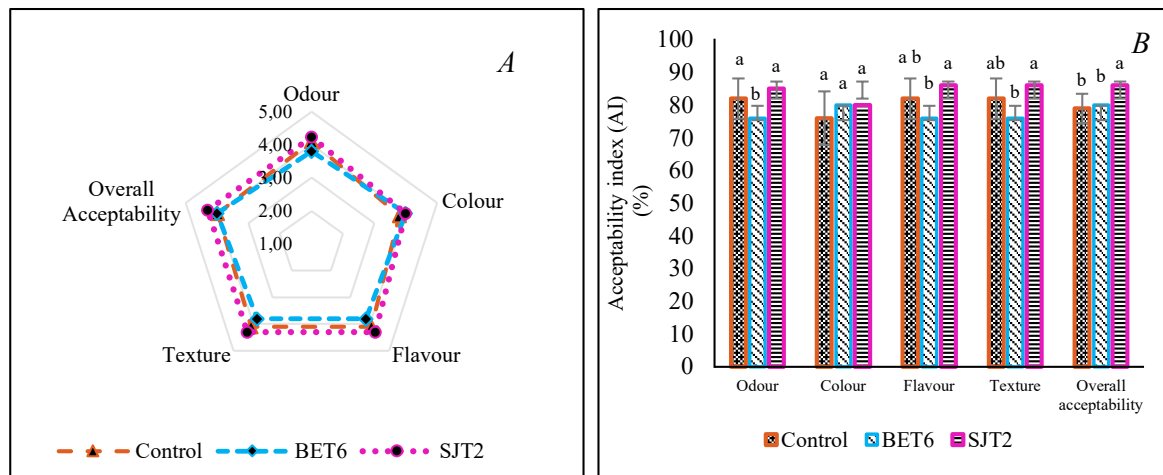 A
Odour
5,00
4,00
3,00
2,00
1,00
Colour
Flavour
Texture
Overall
Acceptability
Control BET6 SJT2
B
Acceptability index (AI)
(%)
100
90
80
70
60
50
40
30
20
10
0
a b a
a a a
a b b a
ab b a
b b a
Odour Colour Flavour Texture Overall
acceptability
Control BET6 SJT2